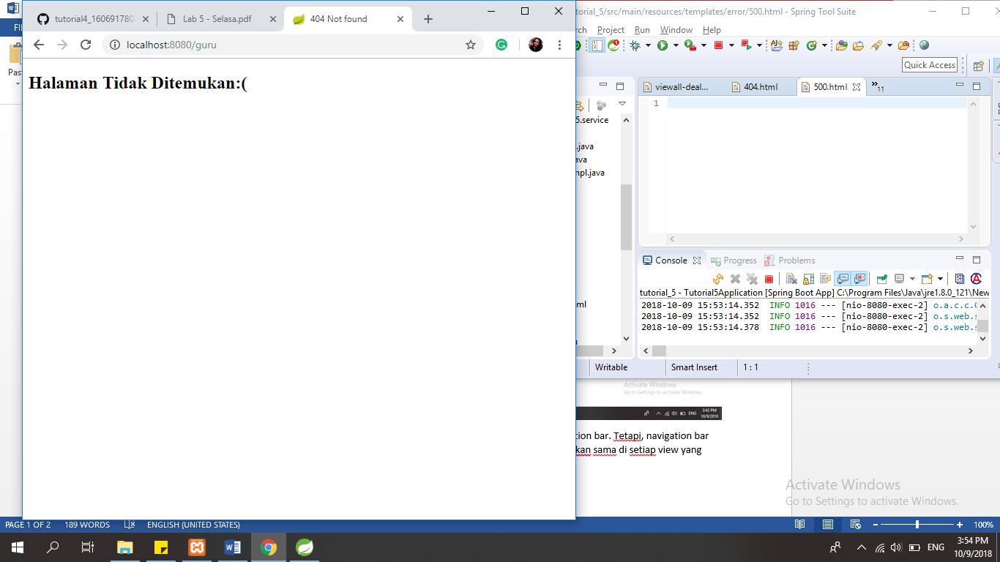 tutorial4_160691780
Lab 5 - Selasa.pdf
404 Not found
localhost:8080/guru
Halaman Tidak Ditemukan:(
FI
Past
torial_5/src/main/resources/templates/error/500.html - Spring Tool Suite
rch Project Run Window Help
Quick Access
viewall-deal...
404.html
500.html
11
1
5.service
.java
ava
mpl.java
ml
Console
Progress
Problems
tutorial_5 - Tutorial5Application [Spring Boot App] C:\Program Files\Java\jre1.8.0_121\New
2018-10-09 15:53:14.352 INFO 1016 --- [nio-8080-exec-2] o.a.c.c.
2018-10-09 15:53:14.352 INFO 1016 --- [nio-8080-exec-2] o.s.web.s
2018-10-09 15:53:14.378 INFO 1016 --- [nio-8080-exec-2] o.s.web.s
Writable
Smart Insert
1 : 1
Activate Windows
Go to Settings to activate Windows.
ENG
3:42 PM
10/9/2018
tion bar. Tetapi, navigation bar
kan sama di setiap view yang
Activate Windows
Go to Settings to activate Windows.
PAGE 1 OF 2
189 WORDS
ENGLISH (UNITED STATES)
100%
ENG
3:54 PM
10/9/2018